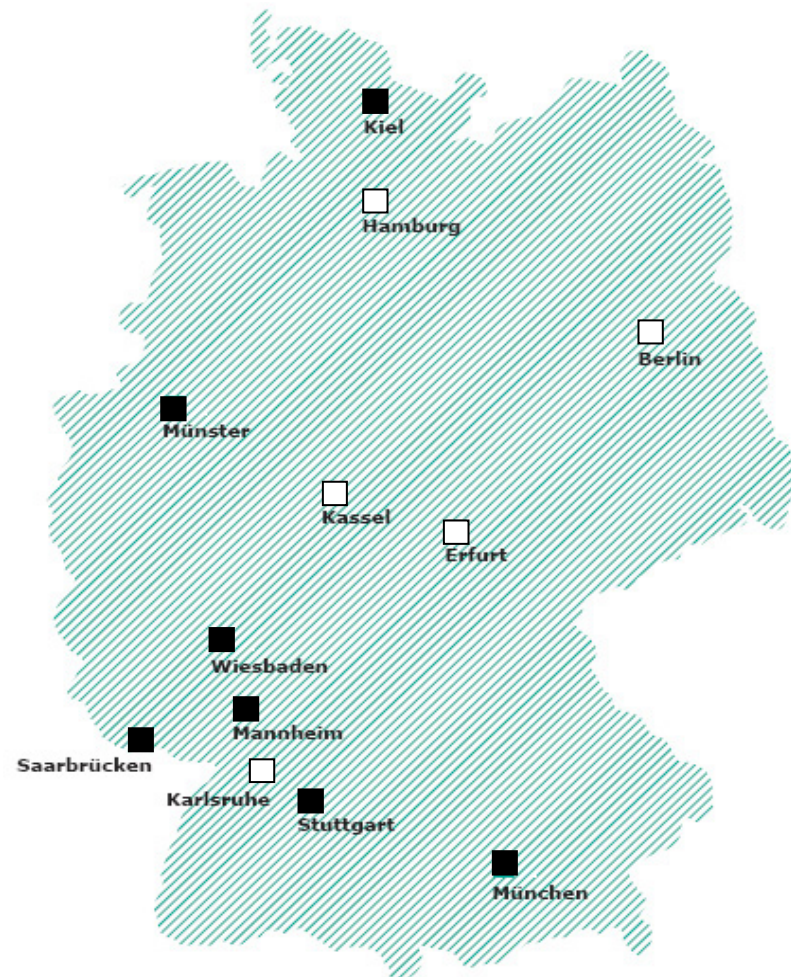 Kiel
Hamburg
Berlin
Münster
Kassel
Erfurt
Wiesbaden
Mannheim
Saarbrücken
Karlsruhe
Stuttgart
München